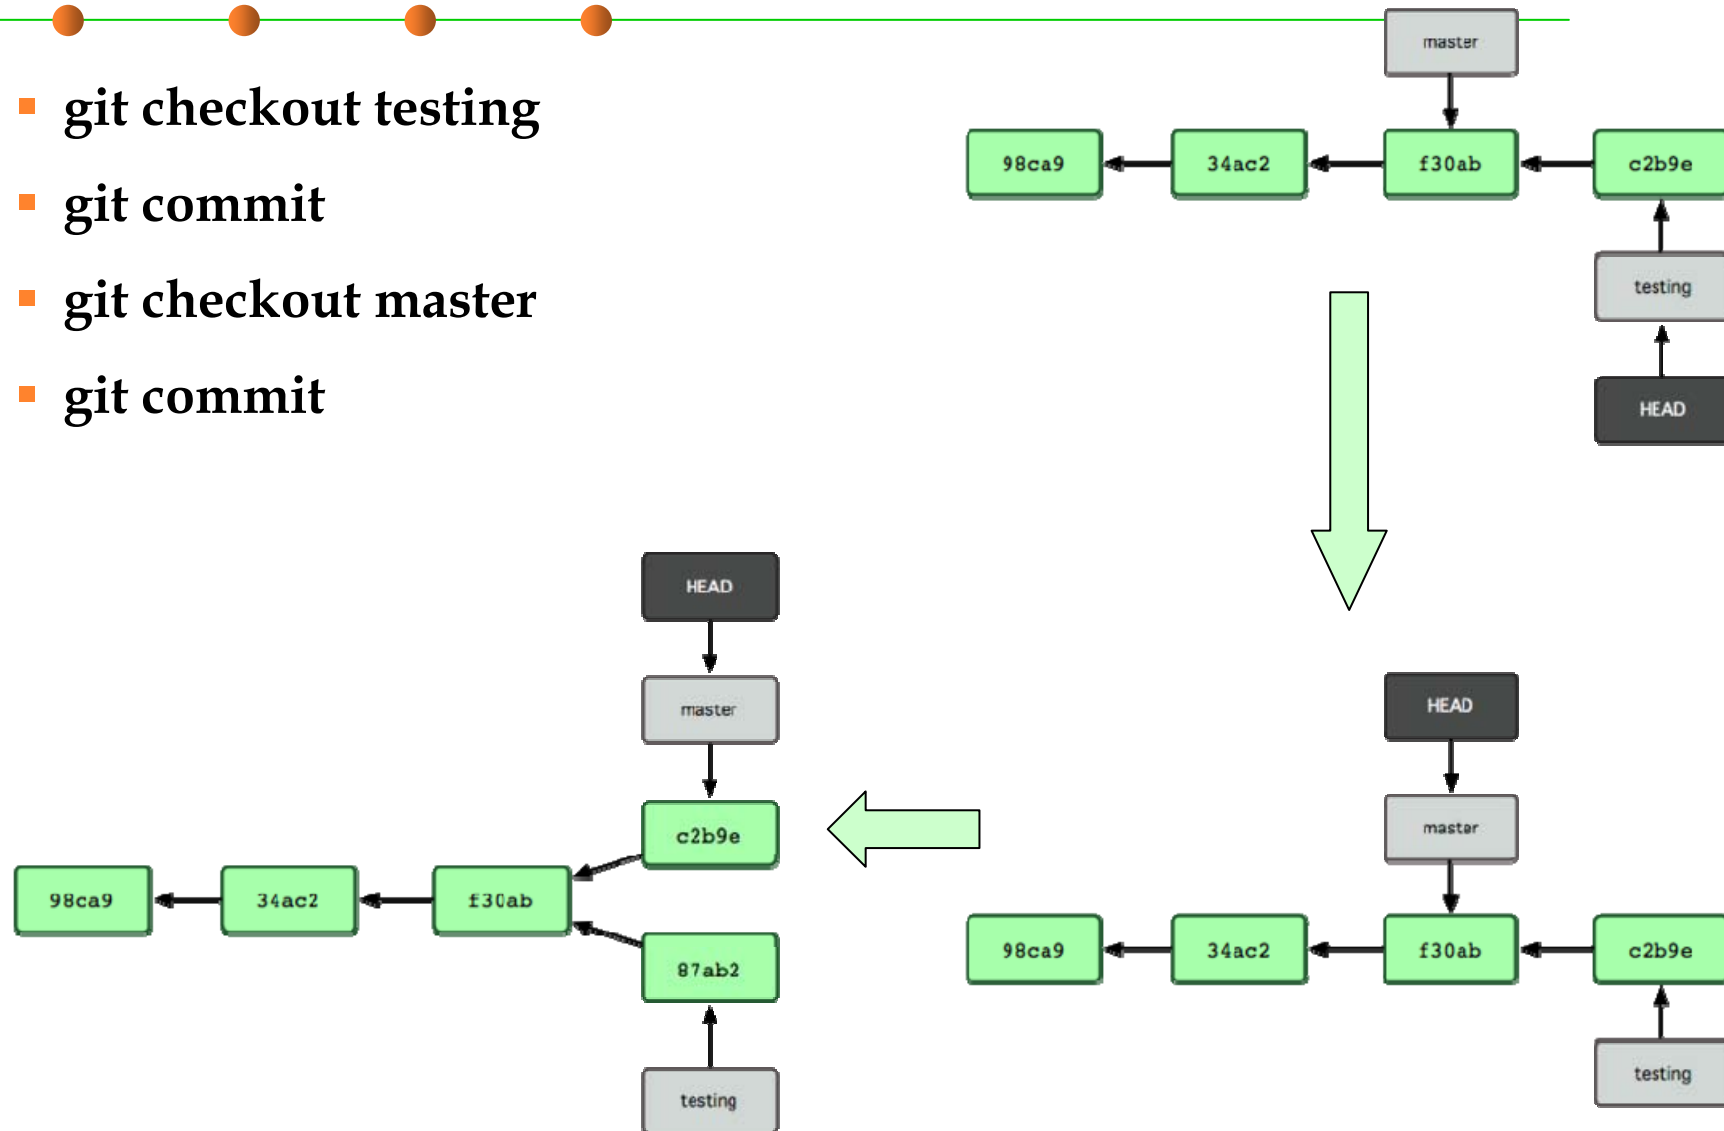 git checkout testing
git commit
git checkout master
git commit
master
98ca9 34ac2 f30ab c2b9e
testing
HEAD
HEAD
master
c2b9e
98ca9 34ac2 f30ab
87ab2
testing
HEAD
master
98ca9 34ac2 f30ab c2b9e
testing